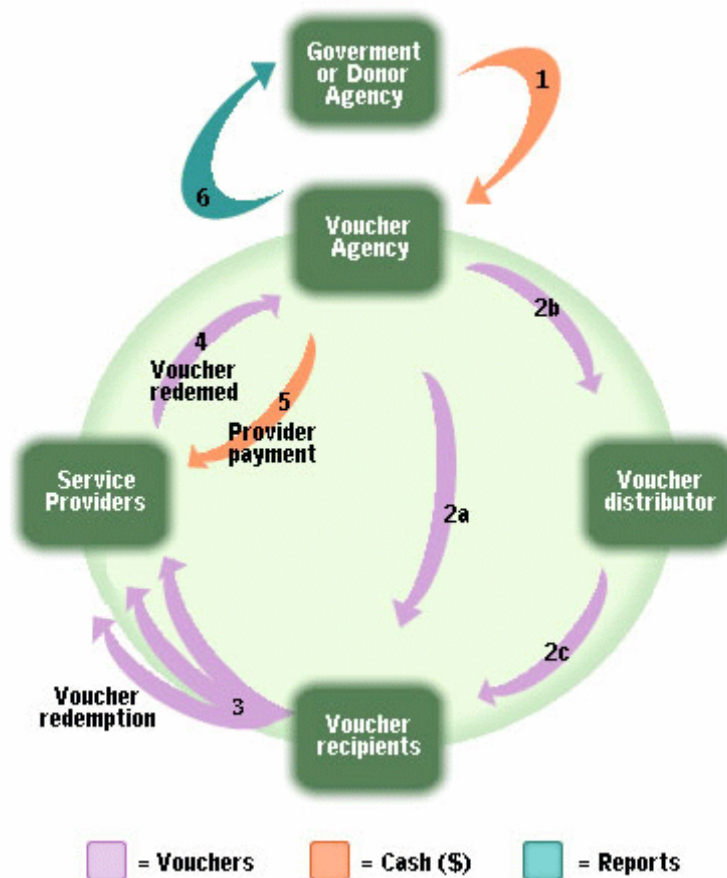 Goverment
or Donor
Agency
1
6
Voucher
Agency
2b
4
Voucher
redemed
5
Provider
payment
Service
Providers
Voucher
distributor
2a
2c
Voucher
redemption
3
Voucher
recipients
= Vouchers
= Cash ($)
= Reports